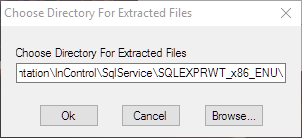 Choose Directory For Extracted Files
Choose Directory For Extracted Files
ntation\InControl\SqlService\SQLEXPRWT_x86_ENU\
Ok Cancel Browse...